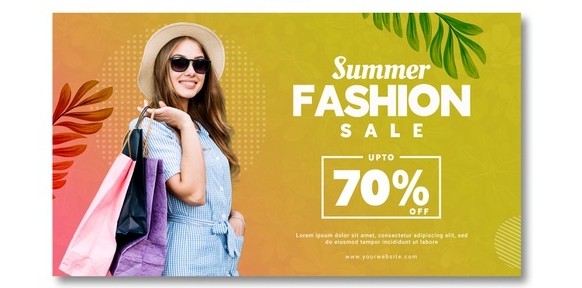 Summer
FASHION
SALE
UPTO
70%
OFF
Lorem ipsum dolor sit amet, consectetur adipiscing elit, sed
do eiusmod tempor incididunt ut labore
www.yourwebsite.com